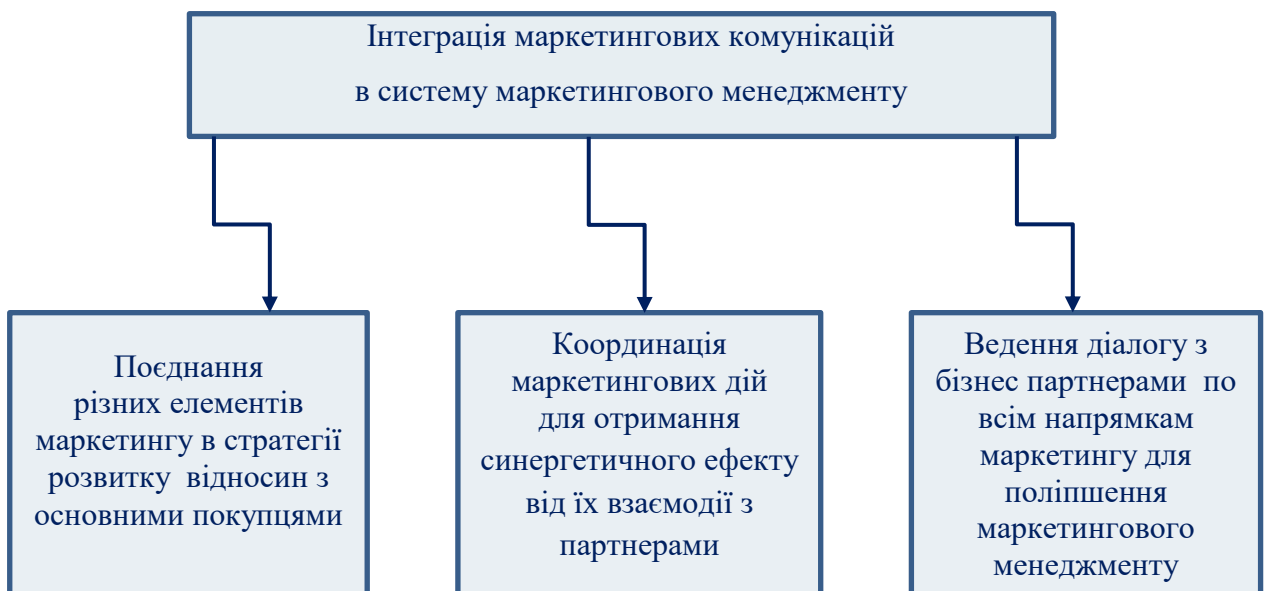 Інтеграція маркетингових комунікацій
в систему маркетингового менеджменту
Поєднання
різних елементів
маркетингу в стратегії
розвитку відносин з
основними покупцями
Координація
маркетингових дій
для отримання
синергетичного ефекту
від їх взаємодії з
партнерами
Ведення діалогу з
бізнес партнерами по
всім напрямкам
маркетингу для
поліпшення
маркетингового
менеджменту